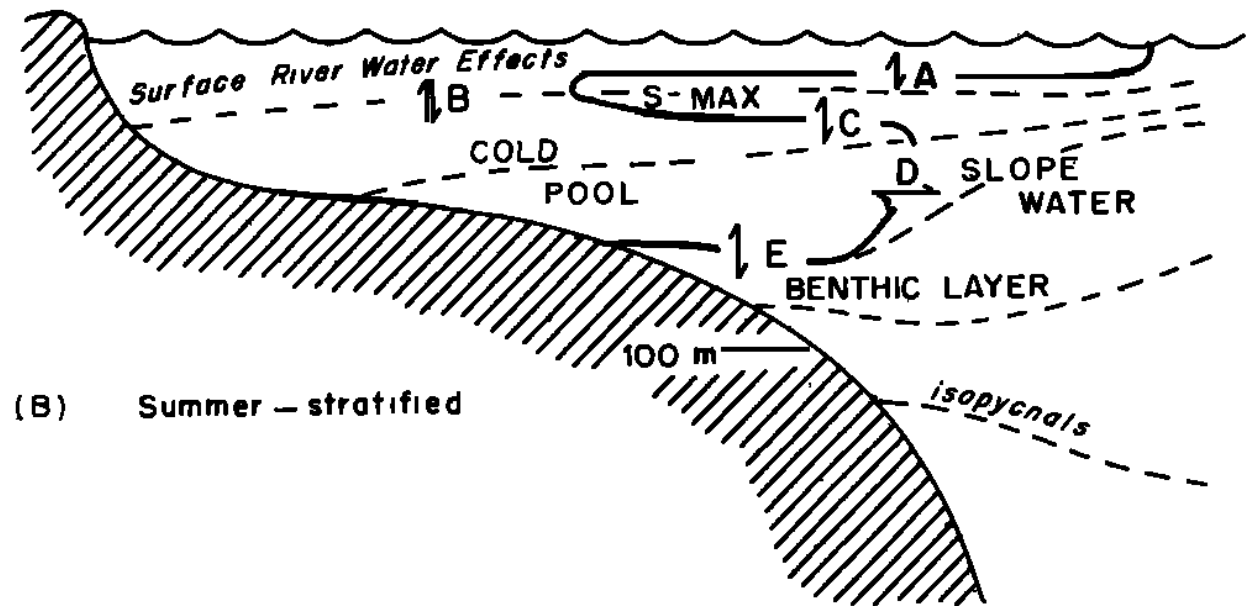 Surface River Water Effects
A
B
S-MAX
C
COLD
POOL
D
SLOPE
WATER
E
BENTHIC LAYER
100 m
(B) Summer – stratified
isopycnals